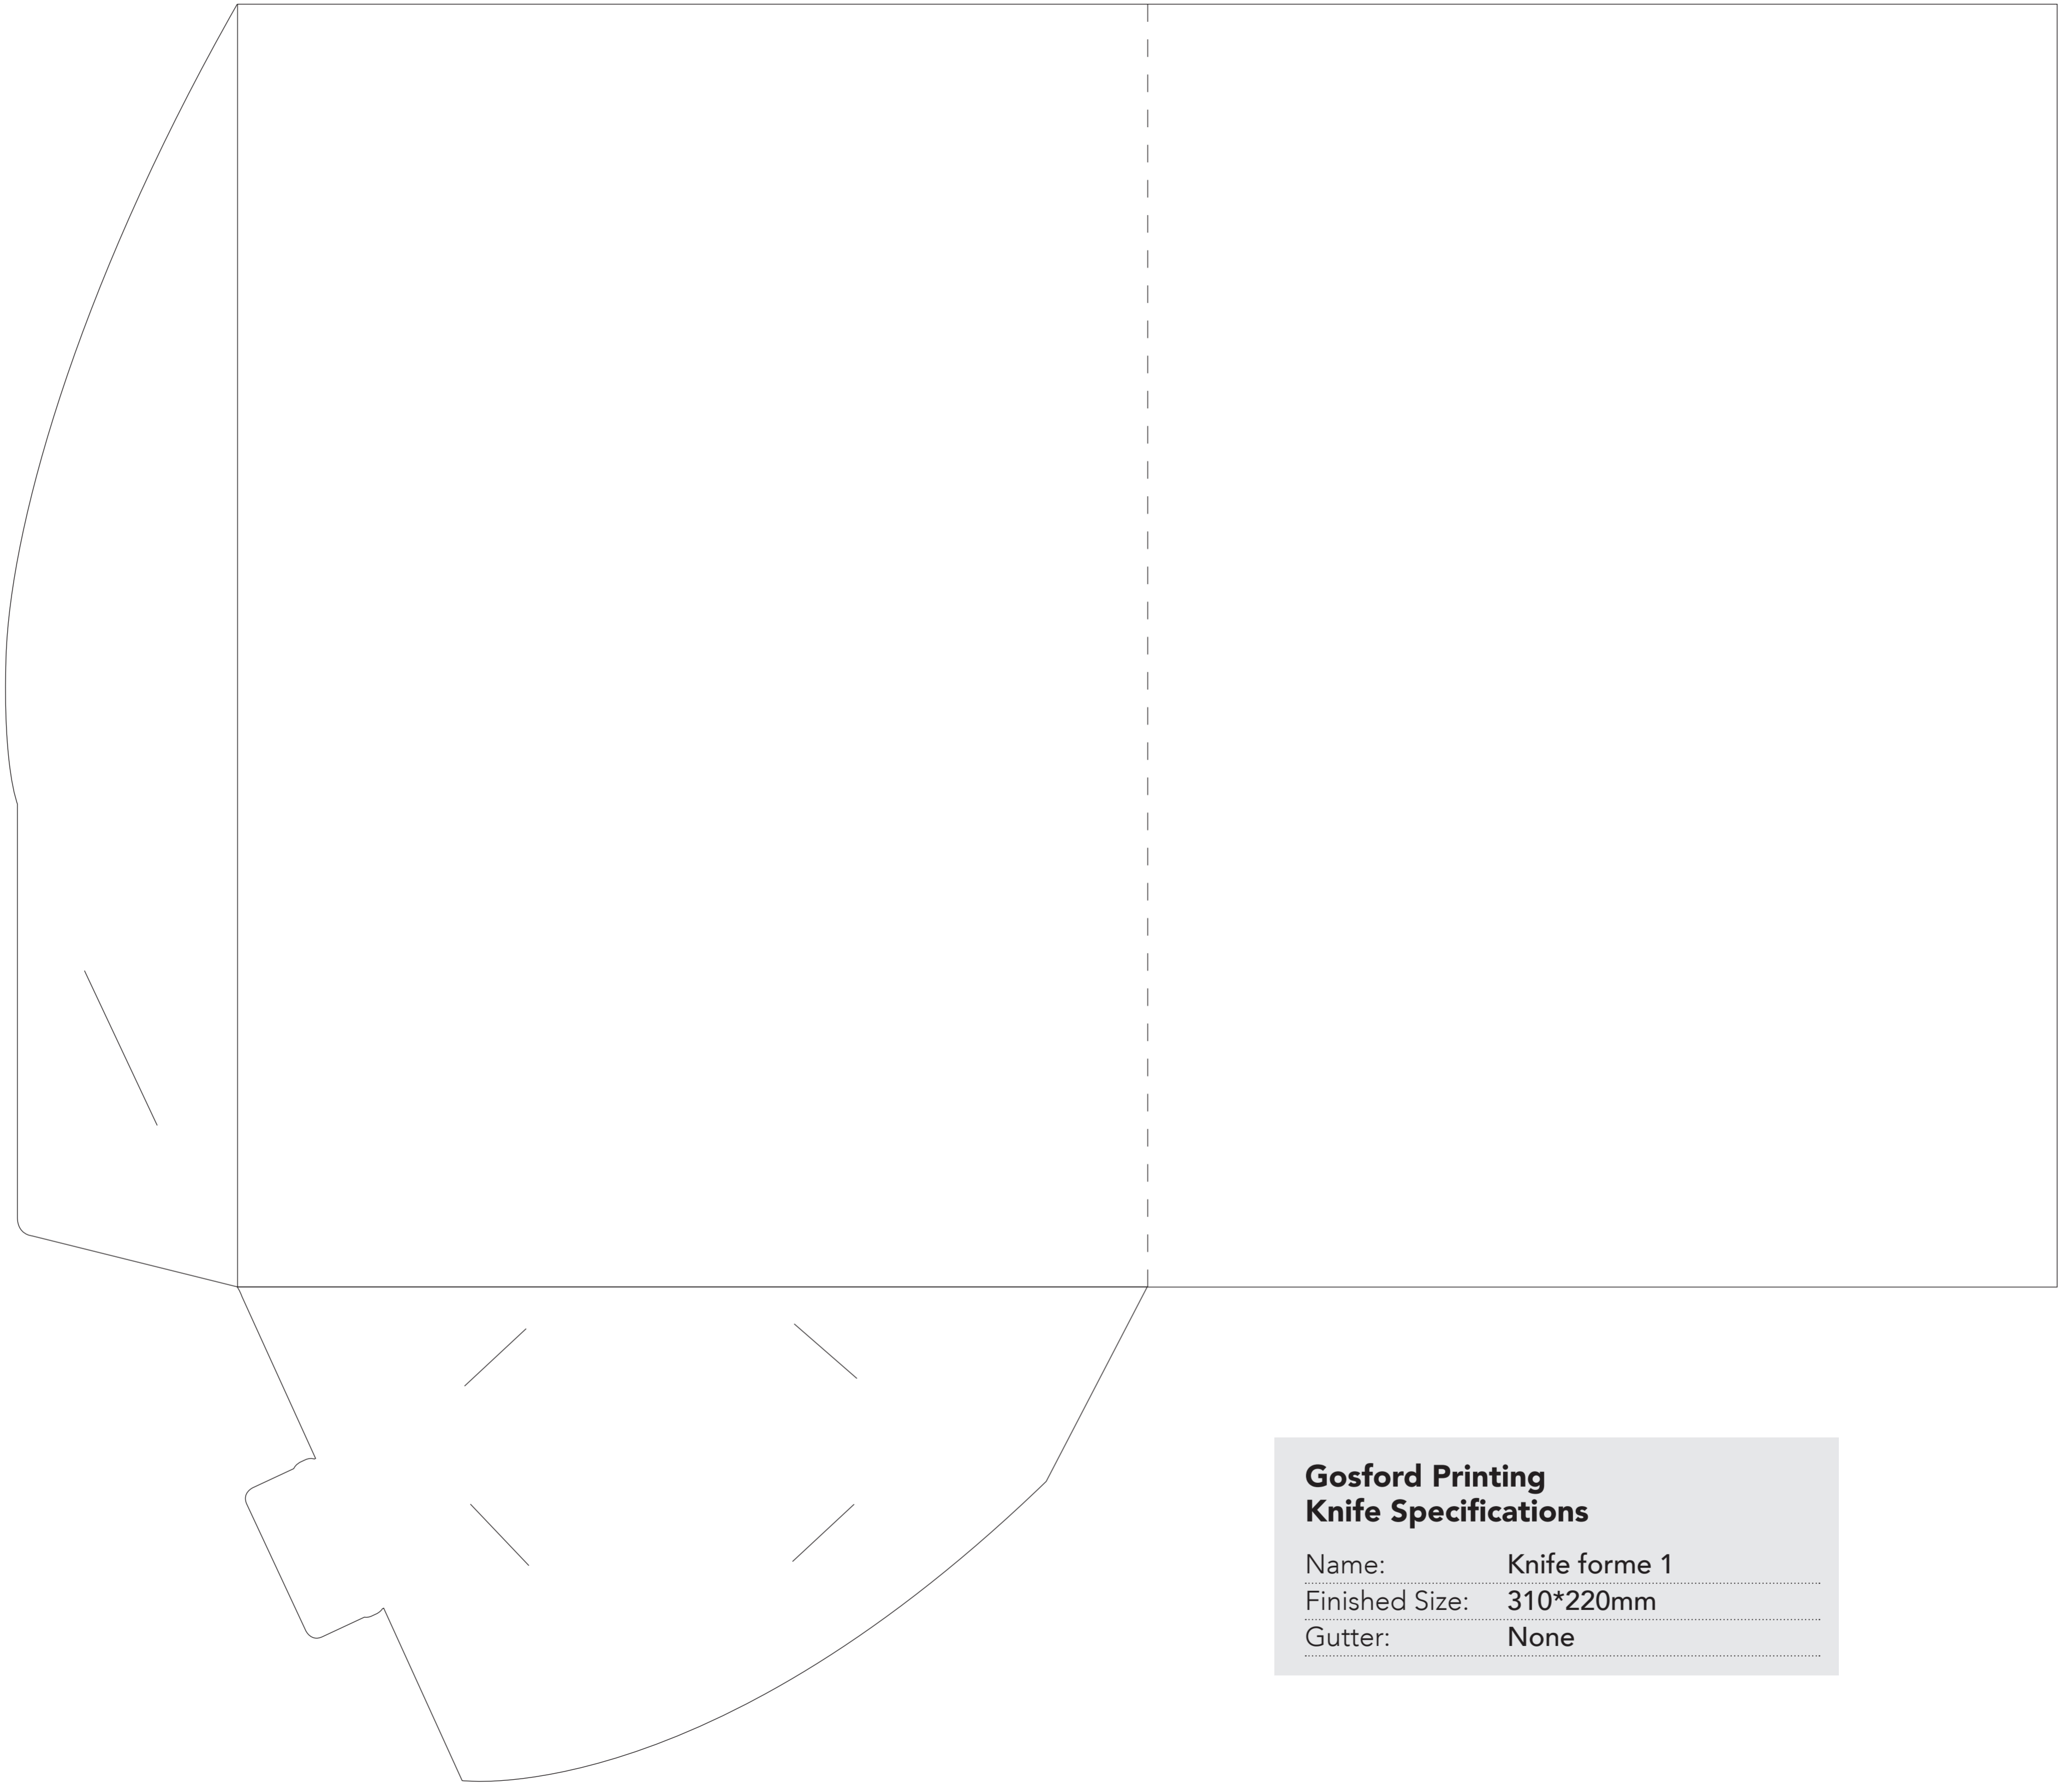 Gosford Printing
Knife Specifications
Name: Knife forme 1
Finished Size: 310*220mm
Gutter: None